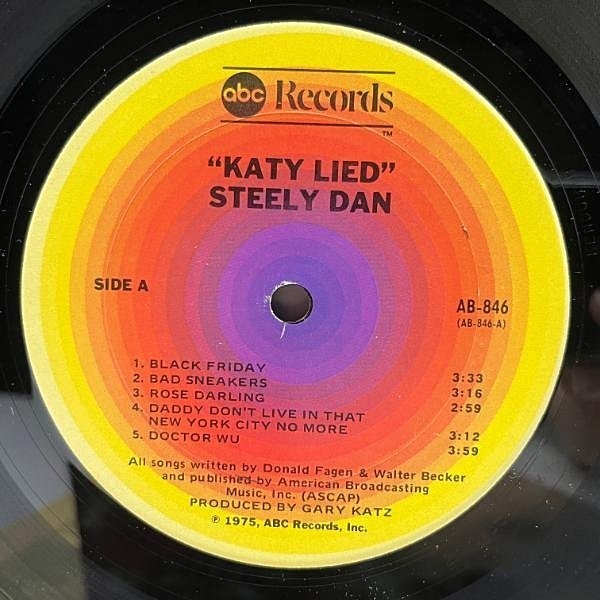 abc Records
TM
“KATY LIED”
STEELY DAN
SIDE A
AB-846
(AB-846-A)
1. BLACK FRIDAY 3:33
2. BAD SNEAKERS 3:16
3. ROSE DARLING 2:59
4. DADDY DON'T LIVE IN THAT
NEW YORK CITY NO MORE 3:12
5. DOCTOR WU 3:59
All songs written by Donald Fagen & Walter Becker
and published by American Broadcasting
Music, Inc. (ASCAP)
PRODUCED BY GARY KATZ
℗ 1975, ABC Records, Inc.